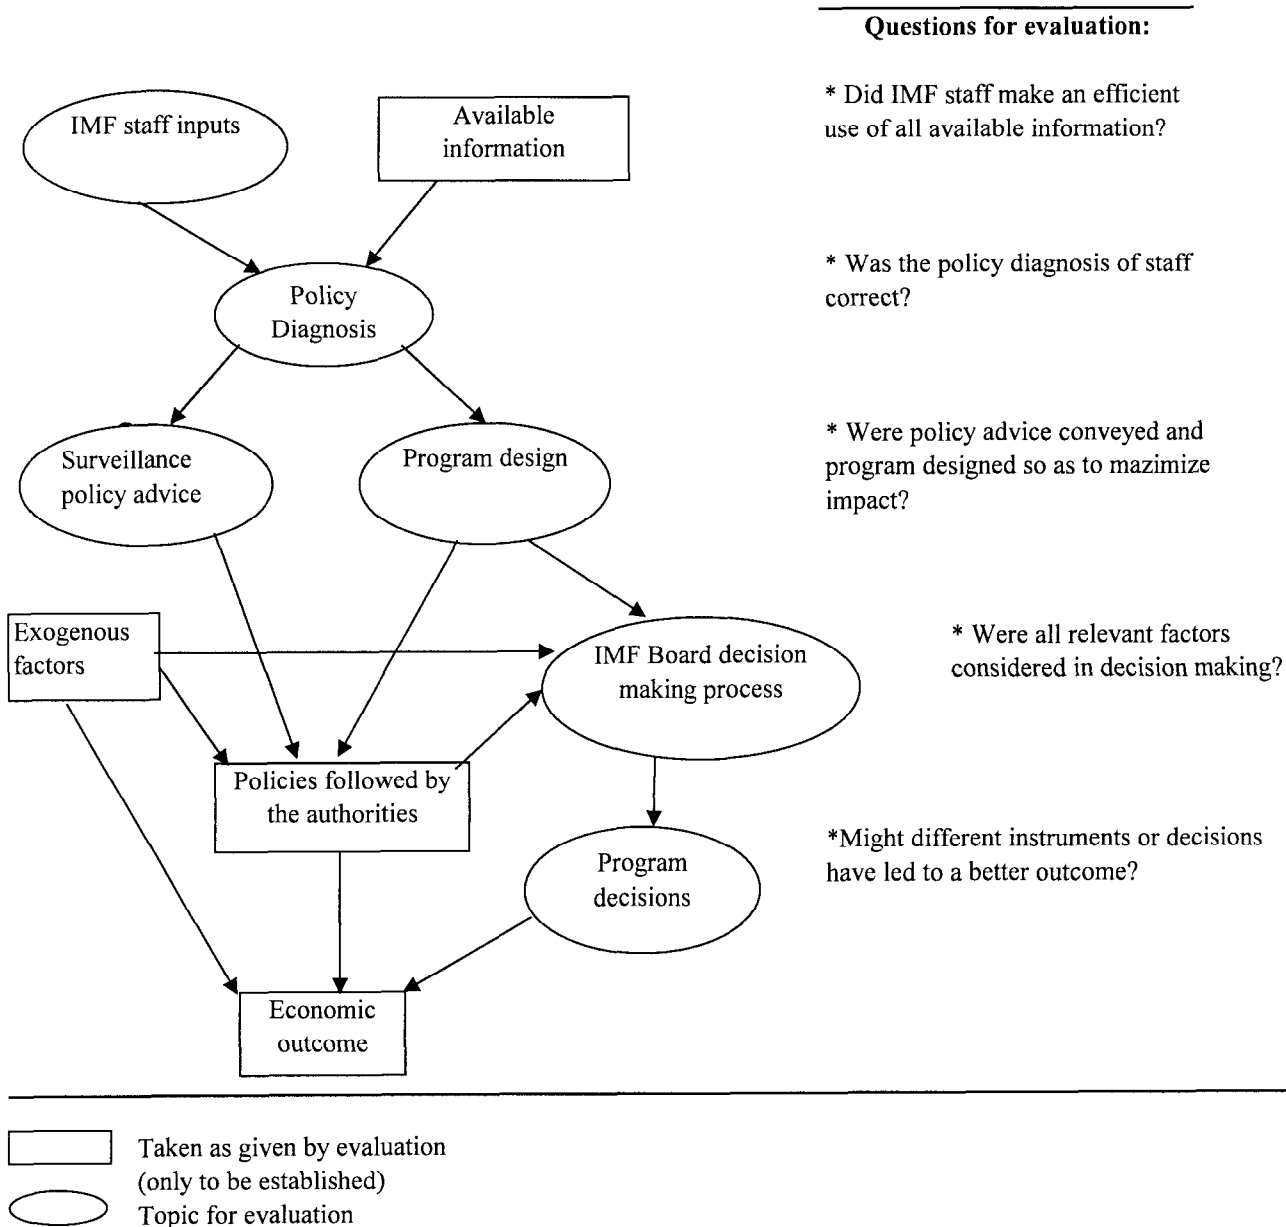 Questions for evaluation:
IMF staff inputs
Available
information
* Did IMF staff make an efficient
use of all available information?
Policy
Diagnosis
* Was the policy diagnosis of staff
correct?
Surveillance
policy advice
Program design
* Were policy advice conveyed and
program designed so as to mazimize
impact?
Exogenous
factors
IMF Board decision
making process
* Were all relevant factors
considered in decision making?
Policies followed by
the authorities
Program
decisions
*Might different instruments or decisions
have led to a better outcome?
Economic
outcome
Taken as given by evaluation
(only to be established)
Topic for evaluation